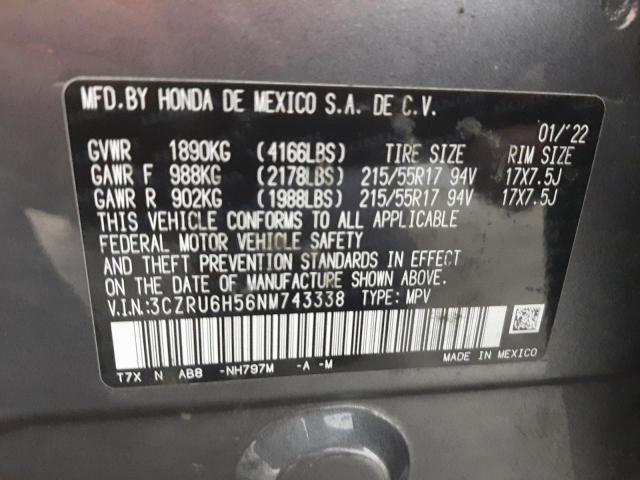 MFD.BY HONDA DE MEXICO S.A. DE C.V.
01/'22
GVWR 1890KG (4166LBS) TIRE SIZE RIM SIZE
GAWR F 988KG (2178LBS) 215/55R17 94V 17X7.5J
GAWR R 902KG (1988LBS) 215/55R17 94V 17X7.5J
THIS VEHICLE CONFORMS TO ALL APPLICABLE
FEDERAL MOTOR VEHICLE SAFETY
AND THEFT PREVENTION STANDARDS IN EFFECT
ON THE DATE OF MANUFACTURE SHOWN ABOVE.
V.I.N:3CZRU6H56NM743338 TYPE: MPV
MADE IN MEXICO
T7X N AB8 -NH797M -A -M